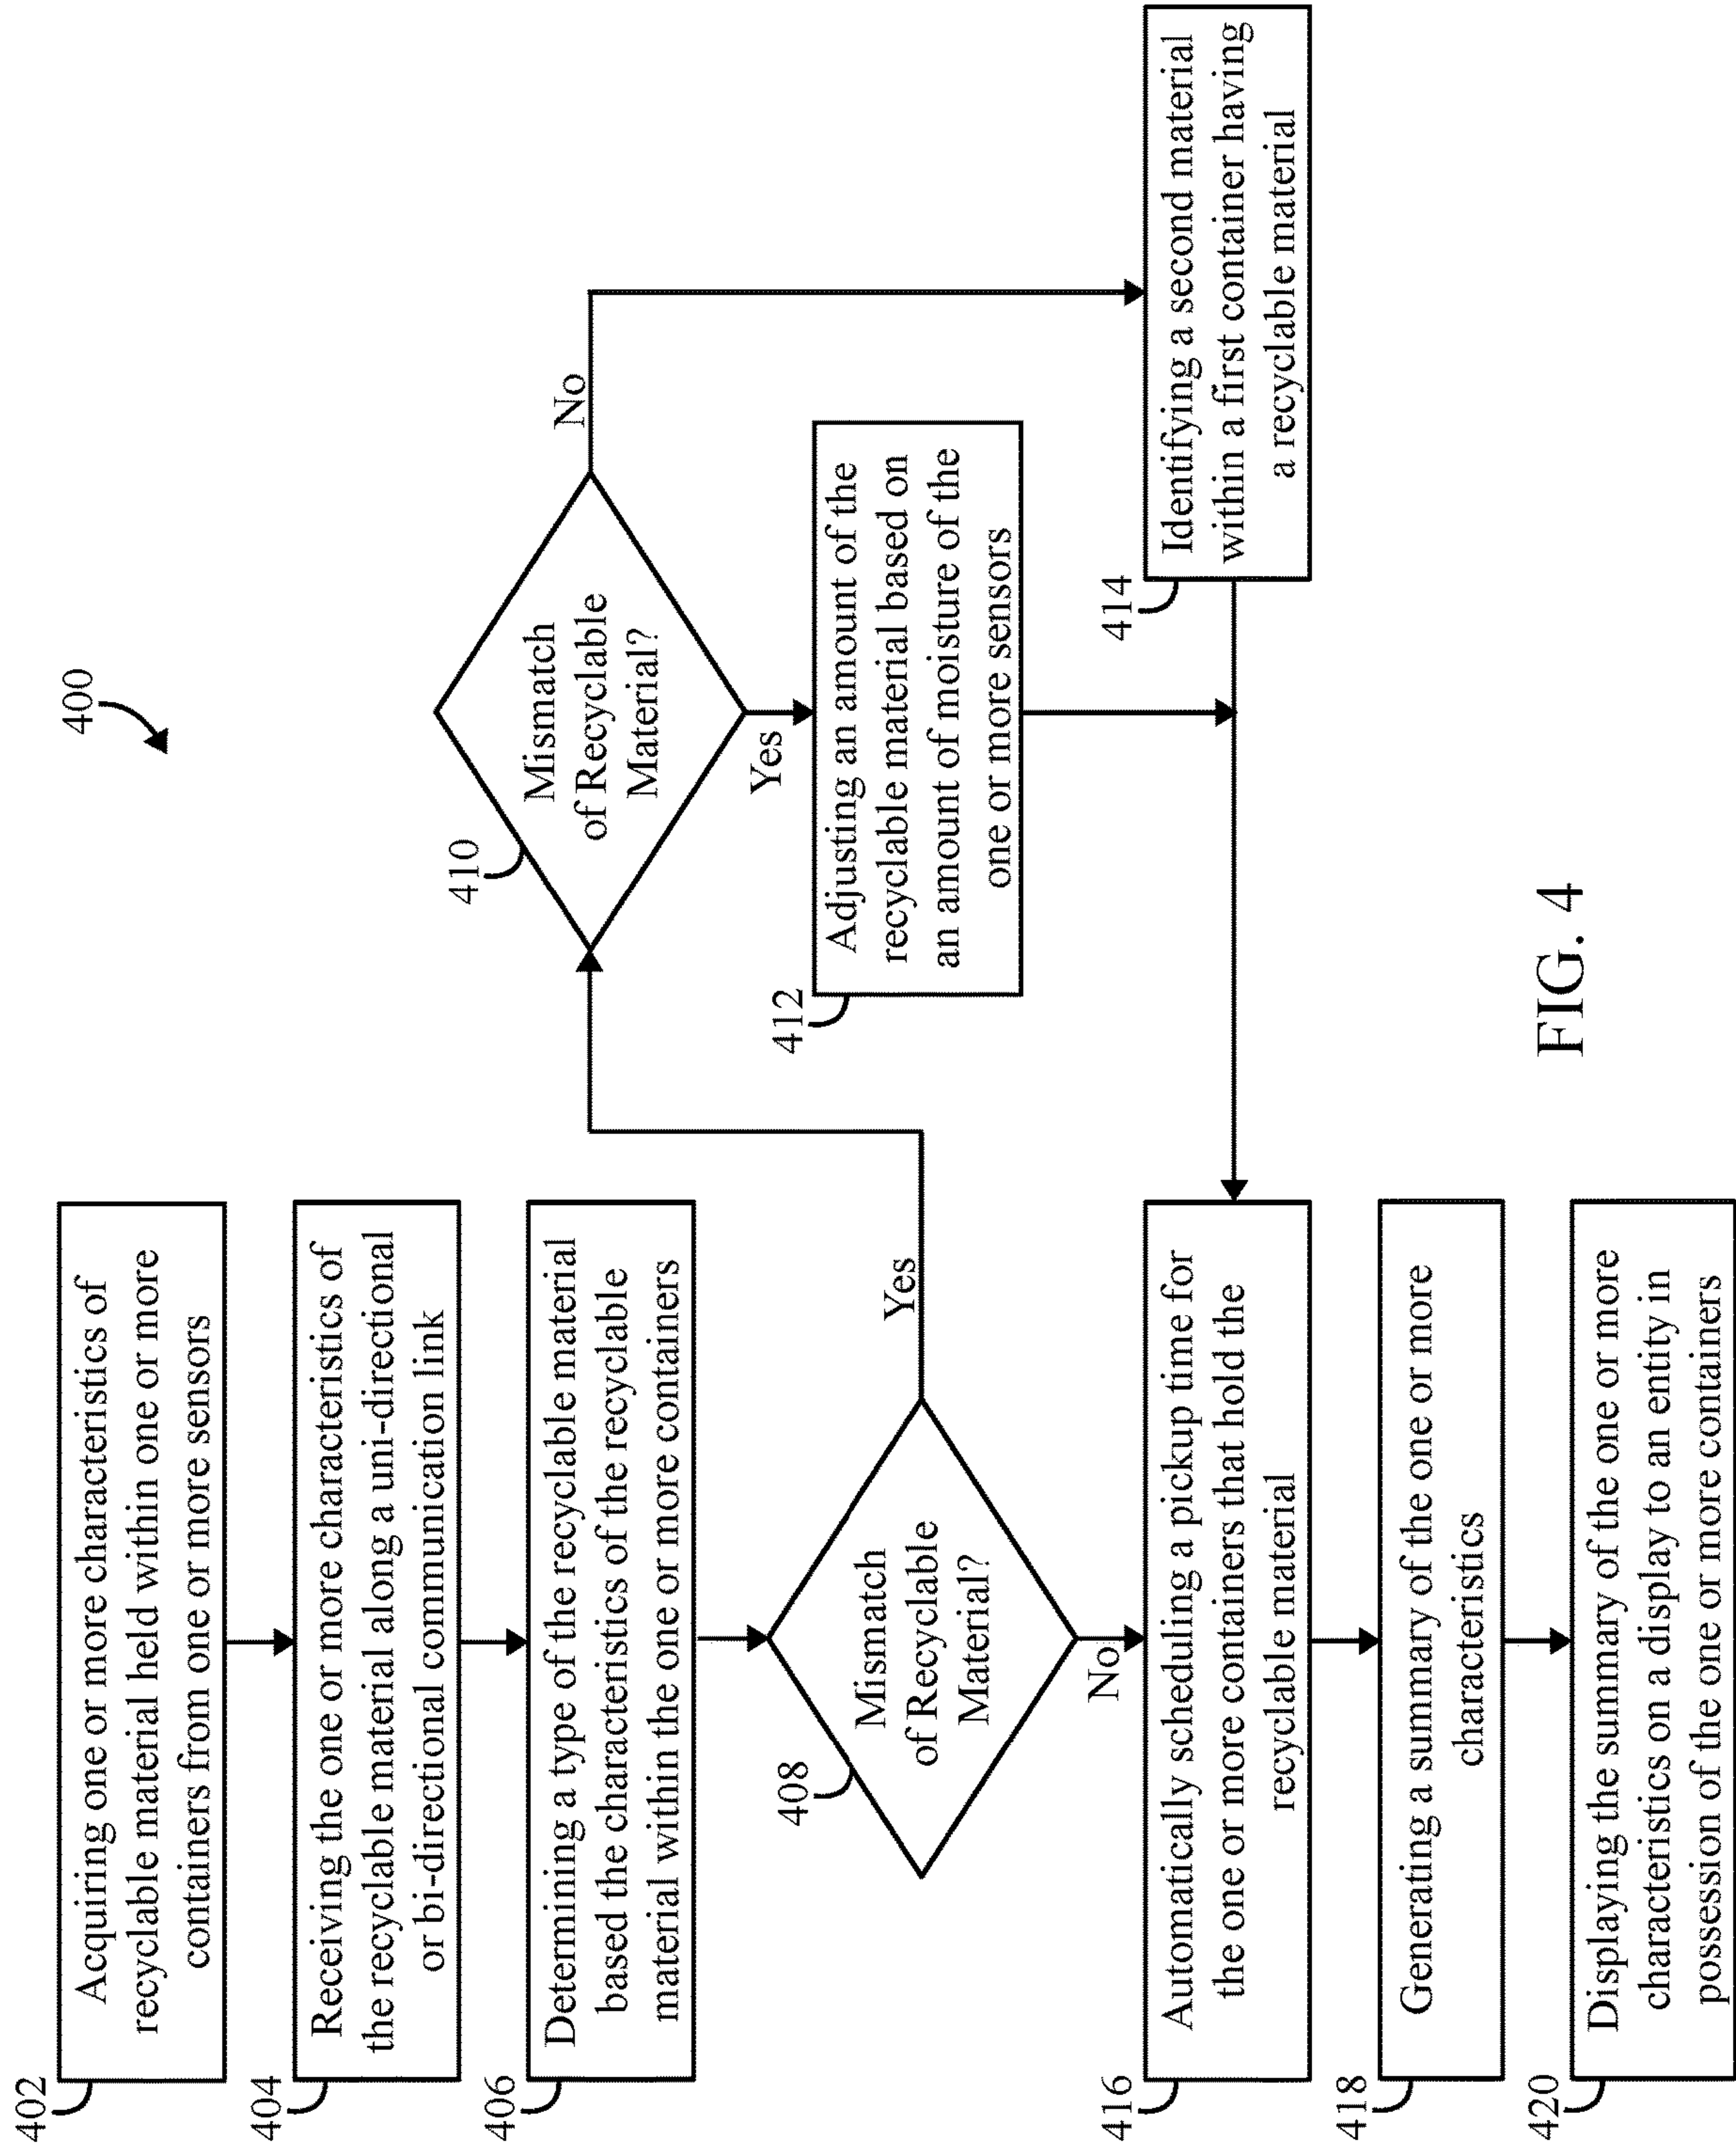 400
402
Acquiring one or more characteristics of
recyclable material held within one or more
containers from one or more sensors
404
Receiving the one or more characteristics of
the recyclable material along a uni-directional
or bi-directional communication link
406
Determining a type of the recyclable material
based the characteristics of the recyclable
material within the one or more containers
408
Mismatch
of Recyclable
Material?
Yes
No
410
Mismatch
of Recyclable
Material?
No
Yes
412
Adjusting an amount of the
recyclable material based on
an amount of moisture of the
one or more sensors
414
Identifying a second material
within a first container having
a recyclable material
416
Automatically scheduling a pickup time for
the one or more containers that hold the
recyclable material
418
Generating a summary of the one or more
characteristics
420
Displaying the summary of the one or more
characteristics on a display to an entity in
possession of the one or more containers
FIG. 4